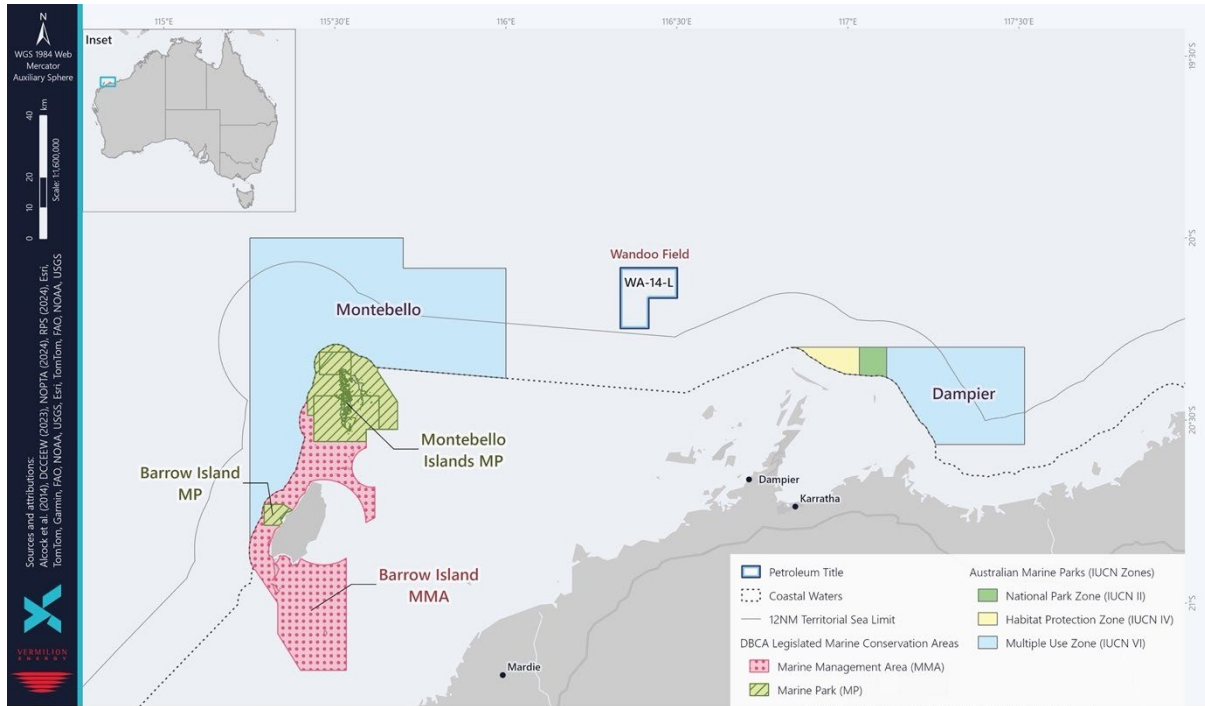 N
WGS 1984 Web
Mercator
Auxiliary Sphere
0 10 20 40 km
Scale: 1:1,600,000
Sources and attributions:
Alcock et al. (2014), DCCEEW (2023), NOPTA (2024), RPS (2024), Esri,
TomTom, Garmin, FAO, NOAA, USGS, Esri, TomTom, FAO, NOAA, USGS
VERMILION
ENERGY
115°E
115°30'E
116°E
116°30'E
117°E
117°30'E
19°30'S
20°S
20°30'S
21°S
Inset
Wandoo Field
WA-14-L
Montebello
Dampier
Montebello
Islands MP
Barrow Island
MP
Barrow Island
MMA
Dampier
Karratha
Mardie
Petroleum Title
Coastal Waters
12NM Territorial Sea Limit
DBCA Legislated Marine Conservation Areas
Marine Management Area (MMA)
Marine Park (MP)
Australian Marine Parks (IUCN Zones)
National Park Zone (IUCN II)
Habitat Protection Zone (IUCN IV)
Multiple Use Zone (IUCN VI)